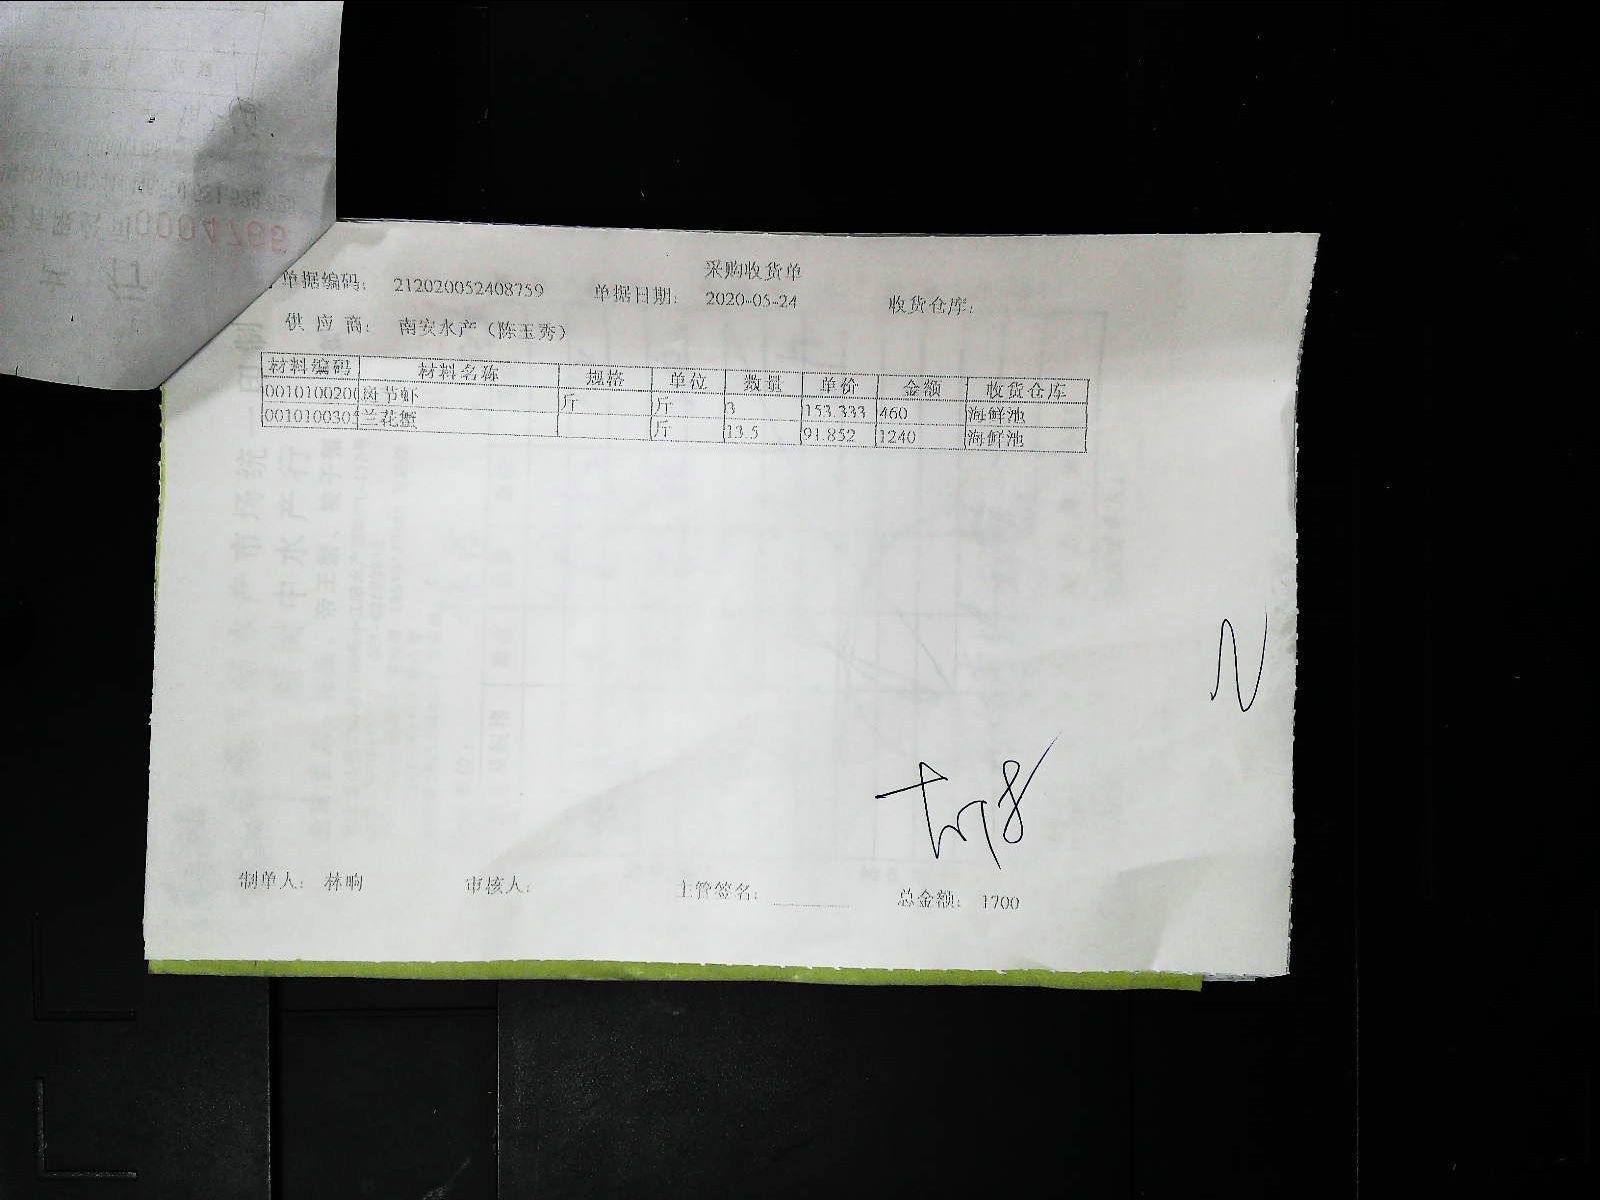 采购收货单
单据编码： 212020052408759 单据日期： 2020-05-24 收货仓库：
供 应 商： 南安水产（陈玉秀）
材料编码 材料名称 规格 单位 数量 单价 金额 收货仓库
0010100200 斑节虾 斤 斤 3 153.333 460 海鲜池
001010030 兰花蟹 斤 13.5 91.852 1240 海鲜池
制单人： 林晌 审核人： 主管签名： 总金额： 1700